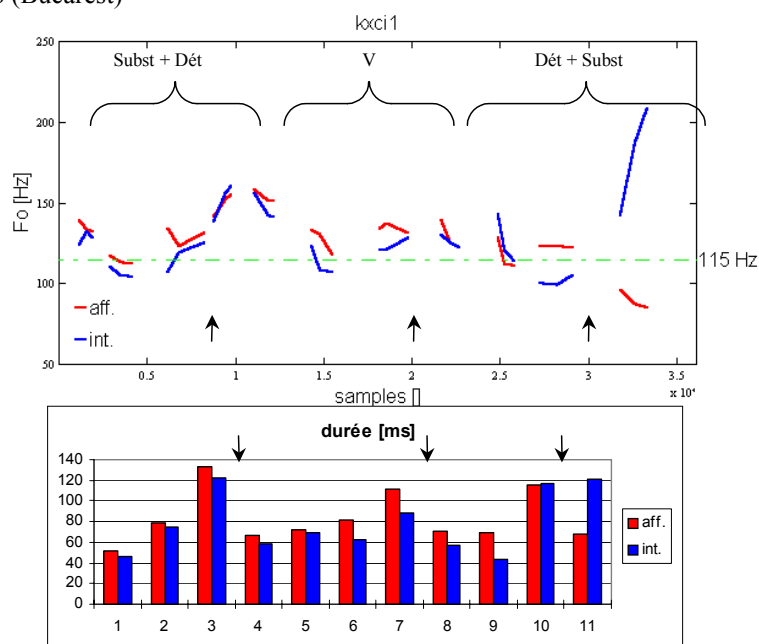 (Bucarest)
kxci1
250
Subst + Dét V Dét + Subst
200
Fo [Hz]
150
115 Hz
100
aff.
int.
50
0.5 1 1.5 2 2.5 3 3.5
samples []
x 10⁴
durée [ms]
140
120
100
80
60
40
20
0
1 2 3 4 5 6 7 8 9 10 11
aff.
int.